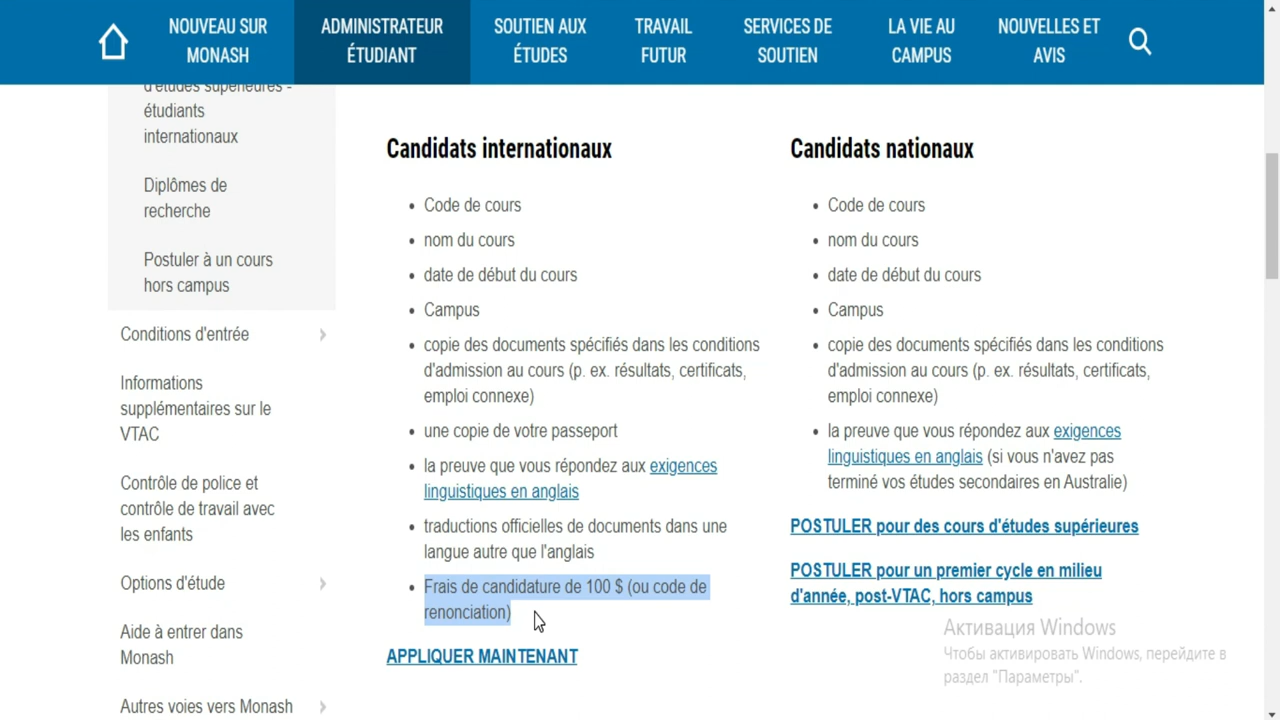 NOUVEAU SUR
MONASH
ADMINISTRATEUR
ÉTUDIANT
SOUTIEN AUX
ÉTUDES
TRAVAIL
FUTUR
SERVICES DE
SOUTIEN
LA VIE AU
CAMPUS
NOUVELLES ET
AVIS
d'études supérieures -
étudiants
internationaux
Diplômes de
recherche
Postuler à un cours
hors campus
Conditions d'entrée
Informations
supplémentaires sur le
VTAC
Contrôle de police et
contrôle de travail avec
les enfants
Options d'étude
Aide à entrer dans
Monash
Autres voies vers Monash
Candidats internationaux
• Code de cours
• nom du cours
• date de début du cours
• Campus
• copie des documents spécifiés dans les conditions
d'admission au cours (p. ex. résultats, certificats,
emploi connexe)
• une copie de votre passeport
• la preuve que vous répondez aux exigences
linguistiques en anglais
• traductions officielles de documents dans une
langue autre que l'anglais
• Frais de candidature de 100 $ (ou code de
renonciation)
APPLIQUER MAINTENANT
Candidats nationaux
• Code de cours
• nom du cours
• date de début du cours
• Campus
• copie des documents spécifiés dans les conditions
d'admission au cours (p. ex. résultats, certificats,
emploi connexe)
• la preuve que vous répondez aux exigences
linguistiques en anglais (si vous n'avez pas
terminé vos études secondaires en Australie)
POSTULER pour des cours d'études supérieures
POSTULER pour un premier cycle en milieu
d'année, post-VTAC, hors campus
Активация Windows
Чтобы активировать Windows, перейдите в
раздел "Параметры".